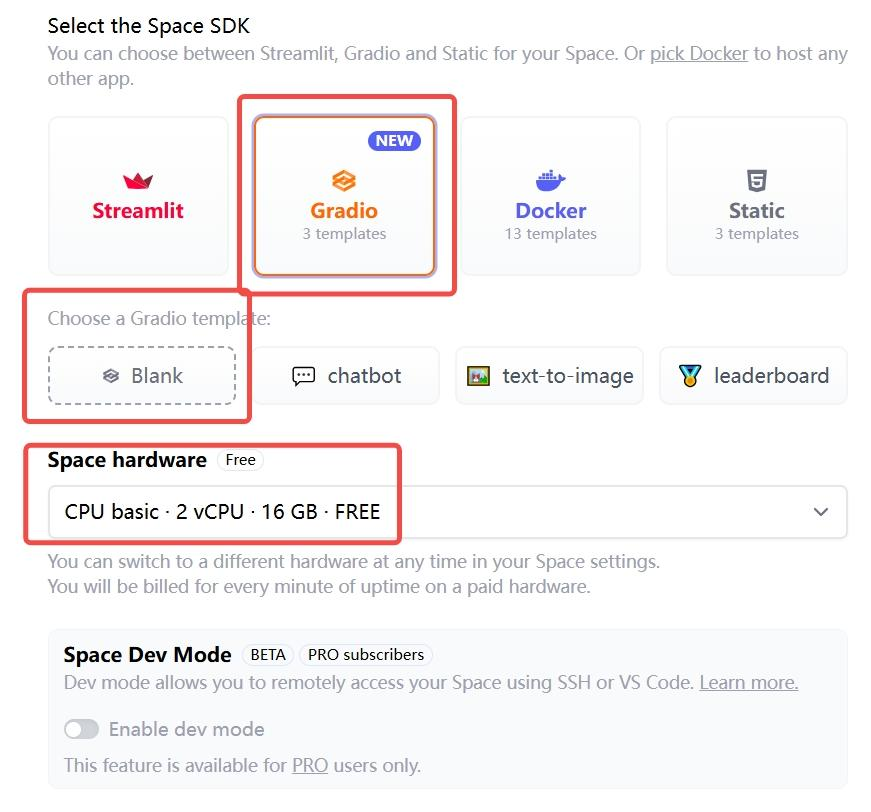 Select the Space SDK
You can choose between Streamlit, Gradio and Static for your Space. Or pick Docker to host any
other app.
NEW
Streamlit
Gradio
3 templates
Docker
13 templates
Static
3 templates
Choose a Gradio template:
Blank
chatbot
text-to-image
leaderboard
Space hardware Free
CPU basic · 2 vCPU · 16 GB · FREE
You can switch to a different hardware at any time in your Space settings.
You will be billed for every minute of uptime on a paid hardware.
Space Dev Mode BETA PRO subscribers
Dev mode allows you to remotely access your Space using SSH or VS Code. Learn more.
Enable dev mode
This feature is available for PRO users only.